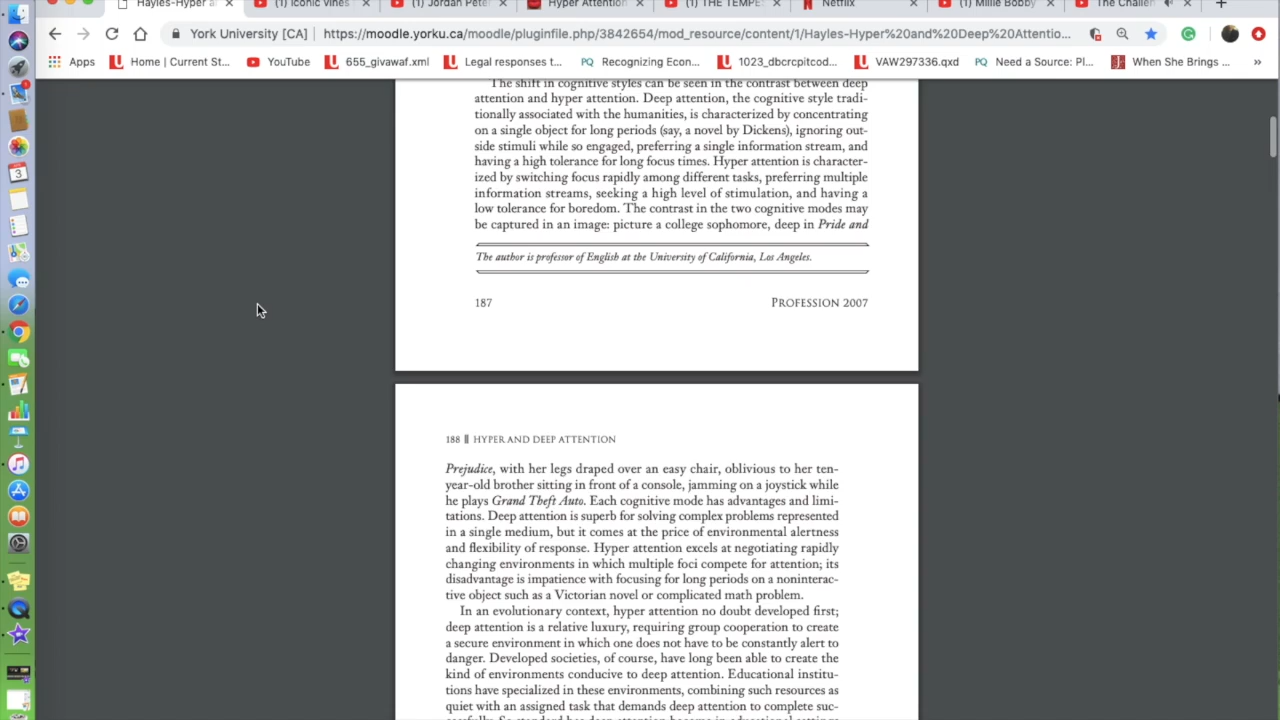 Hayles-Hyper a
(1) Iconic Vines
(1) Jordan Peter
Hyper Attention
(1) THE TEMPES
Netflix
(1) Millie Bobby
The Challen
York University [CA]
https://moodle.yorku.ca/moodle/pluginfile.php/3842654/mod_resource/content/1/Hayles-Hyper%20and%20Deep%20Attentio...
Apps
Home | Current St...
YouTube
655_givawaf.xml
Legal responses t...
PQ Recognizing Econ...
1023_dbcrcpitcod...
VAW297336.qxd
PQ Need a Source: Pl...
When She Brings ...
»
The shift in cognitive styles can be seen in the contrast between deep
attention and hyper attention. Deep attention, the cognitive style tradi-
tionally associated with the humanities, is characterized by concentrating
on a single object for long periods (say, a novel by Dickens), ignoring out-
side stimuli while so engaged, preferring a single information stream, and
having a high tolerance for long focus times. Hyper attention is character-
ized by switching focus rapidly among different tasks, preferring multiple
information streams, seeking a high level of stimulation, and having a
low tolerance for boredom. The contrast in the two cognitive modes may
be captured in an image: picture a college sophomore, deep in Pride and
The author is professor of English at the University of California, Los Angeles.
187 PROFESSION 2007
188 || HYPER AND DEEP ATTENTION
Prejudice, with her legs draped over an easy chair, oblivious to her ten-
year-old brother sitting in front of a console, jamming on a joystick while
he plays Grand Theft Auto. Each cognitive mode has advantages and limi-
tations. Deep attention is superb for solving complex problems represented
in a single medium, but it comes at the price of environmental alertness
and flexibility of response. Hyper attention excels at negotiating rapidly
changing environments in which multiple foci compete for attention; its
disadvantage is impatience with focusing for long periods on a noninterac-
tive object such as a Victorian novel or complicated math problem.
In an evolutionary context, hyper attention no doubt developed first;
deep attention is a relative luxury, requiring group cooperation to create
a secure environment in which one does not have to be constantly alert to
danger. Developed societies, of course, have long been able to create the
kind of environments conducive to deep attention. Educational institu-
tions have specialized in these environments, combining such resources as
quiet with an assigned task that demands deep attention to complete suc-